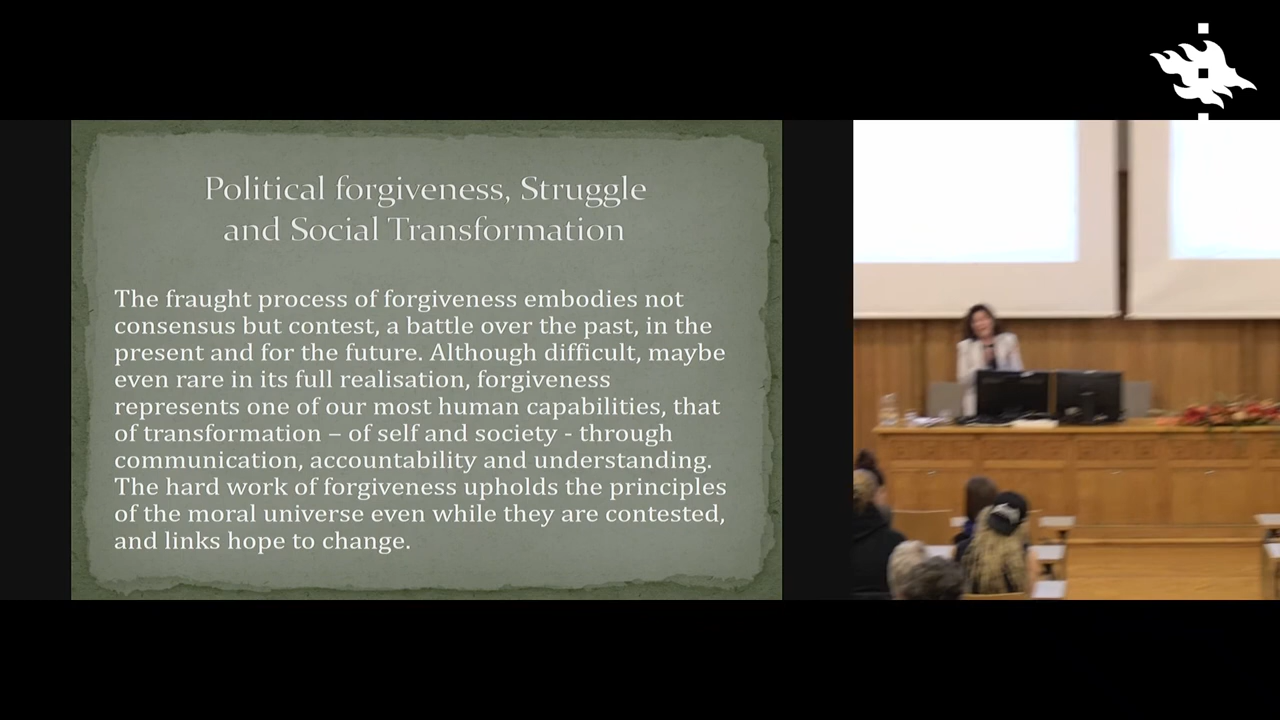 Political forgiveness, Struggle
and Social Transformation
The fraught process of forgiveness embodies not
consensus but contest, a battle over the past, in the
present and for the future. Although difficult, maybe
even rare in its full realisation, forgiveness
represents one of our most human capabilities, that
of transformation – of self and society - through
communication, accountability and understanding.
The hard work of forgiveness upholds the principles
of the moral universe even while they are contested,
and links hope to change.